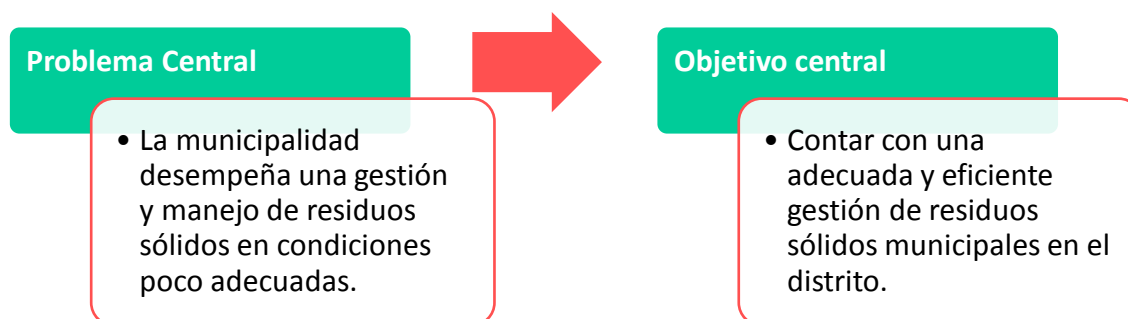 Problema Central
• La municipalidad
desempeña una gestión
y manejo de residuos
sólidos en condiciones
poco adecuadas.
Objetivo central
• Contar con una
adecuada y eficiente
gestión de residuos
sólidos municipales en el
distrito.